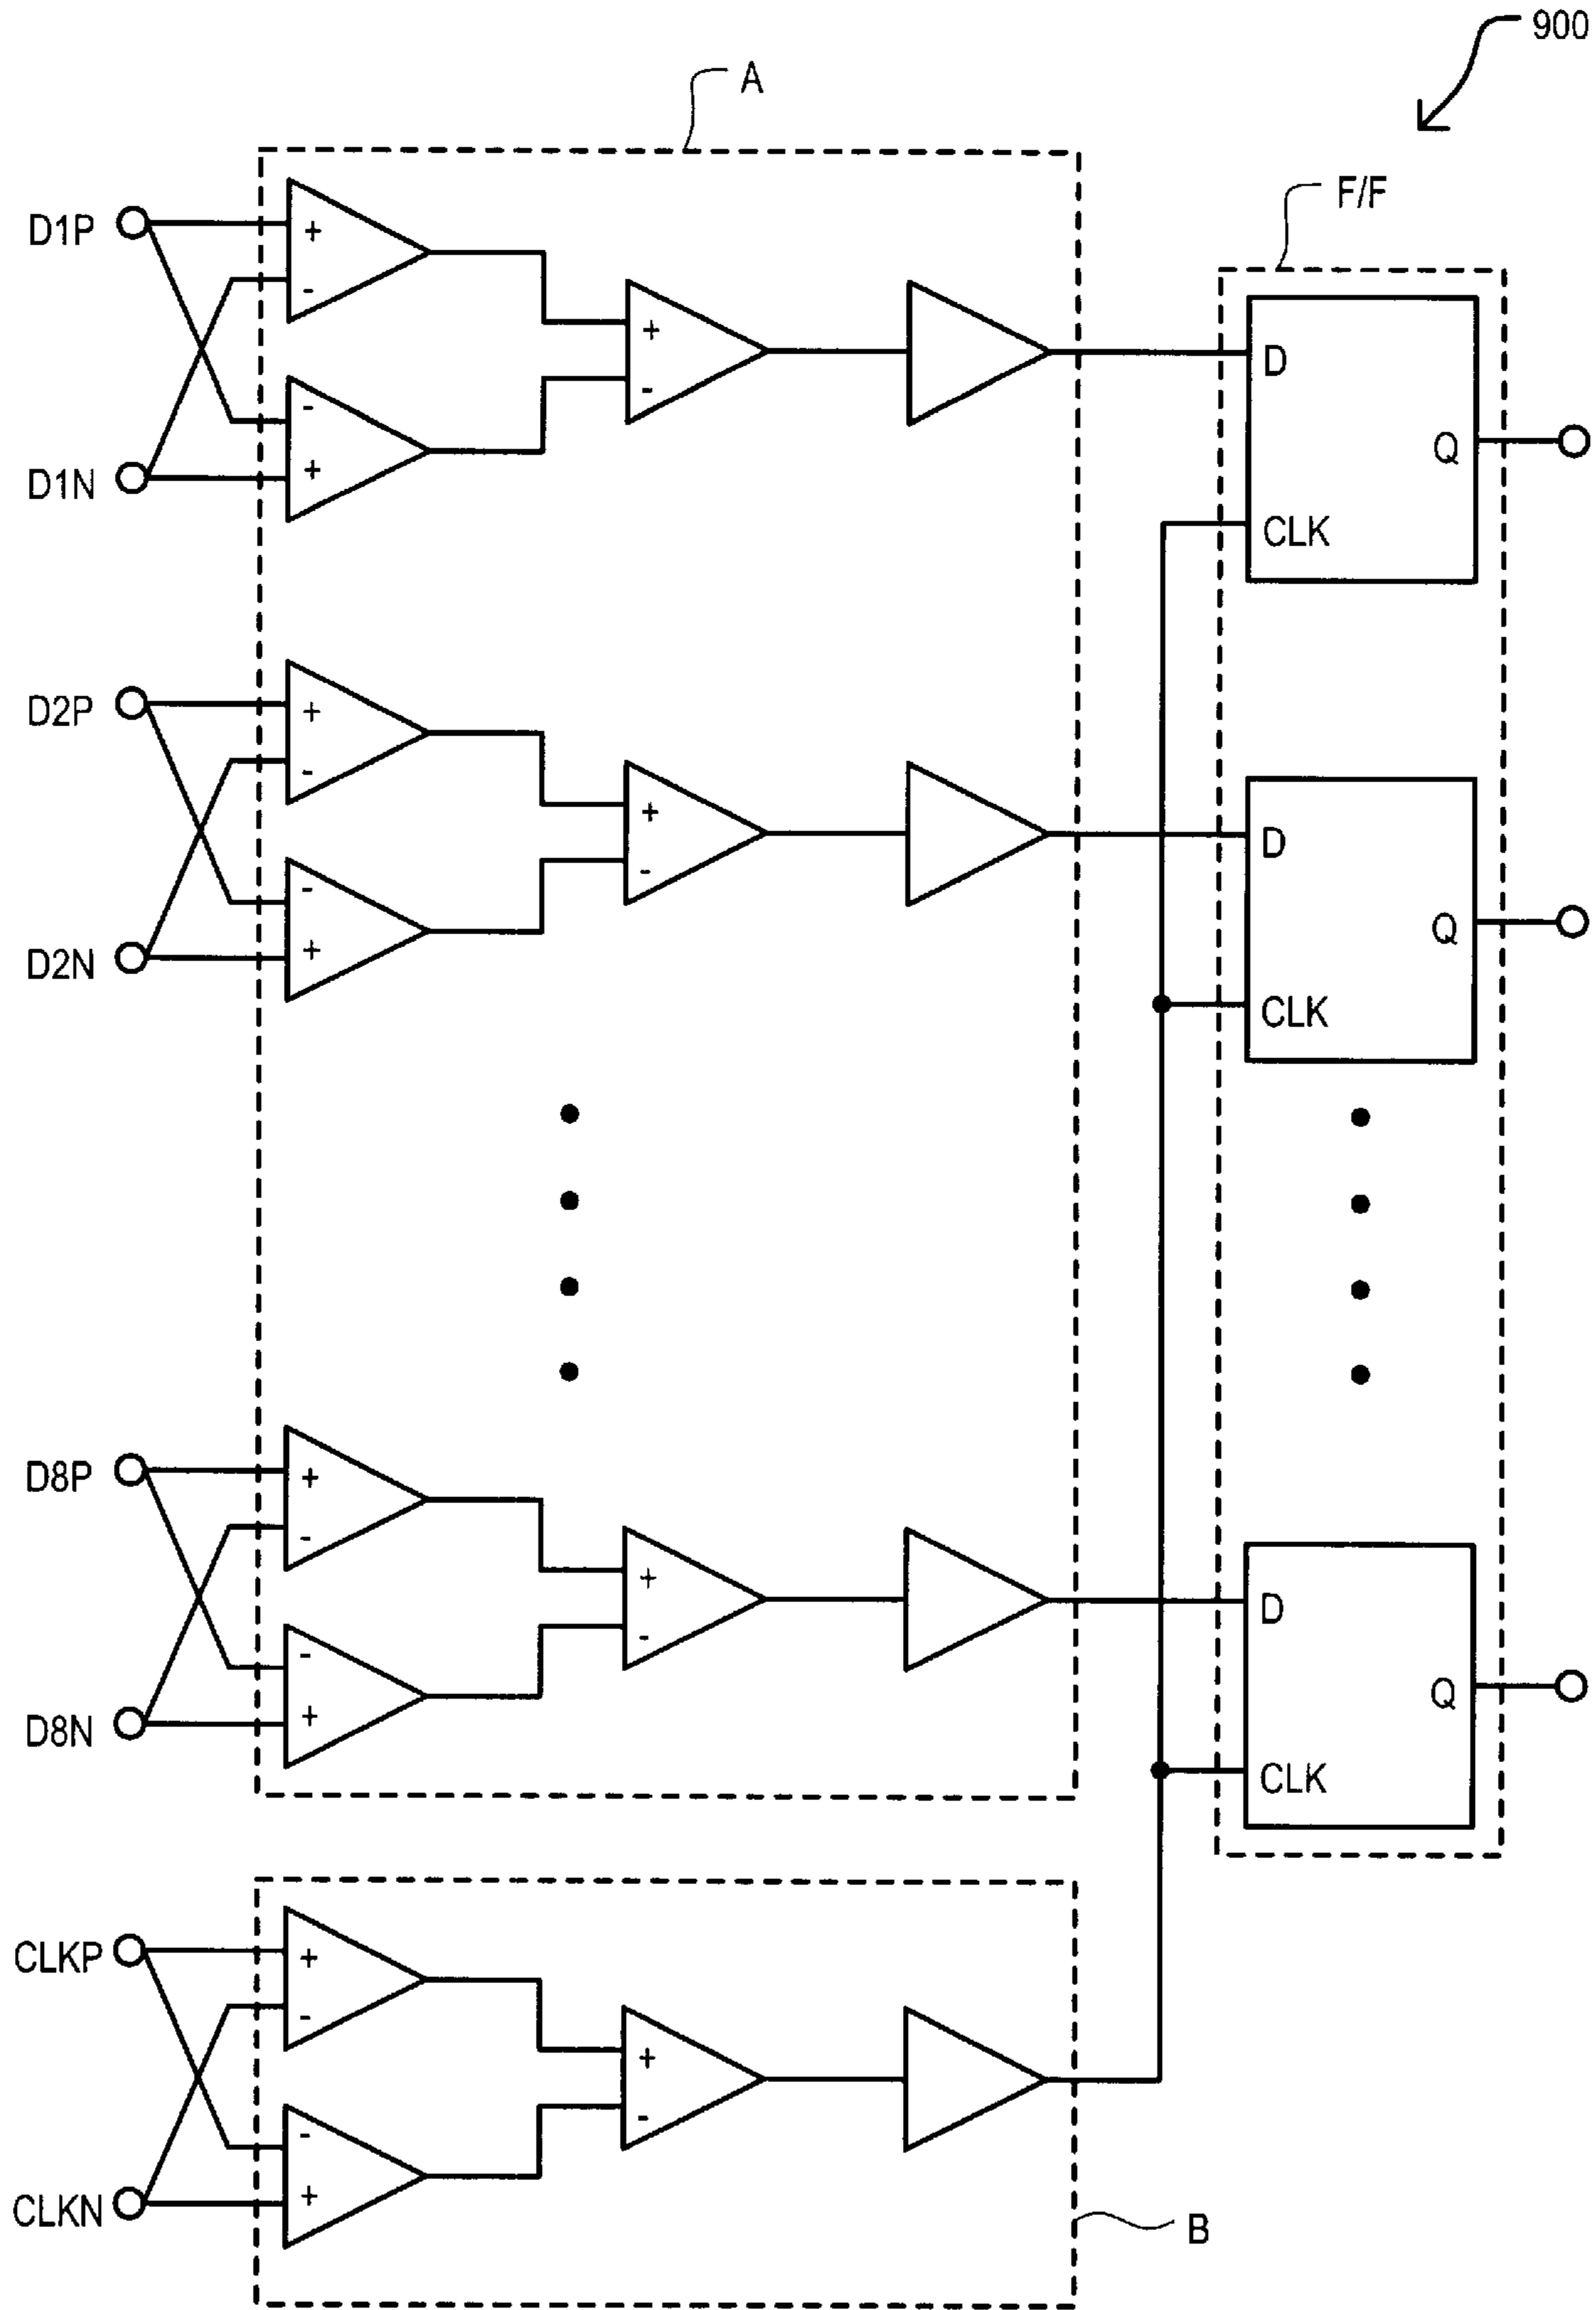 900
A
F/F
D1P
+
-
+
-
D
Q
-
+
D1N
CLK
D2P
+
-
+
-
D
Q
-
+
D2N
CLK
D8P
+
-
+
-
D
Q
-
+
D8N
CLK
CLKP
+
-
+
-
-
+
CLKN
B